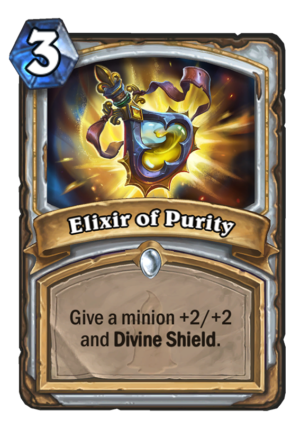 3
Elixir of Purity
Give a minion +2/+2
and Divine Shield.